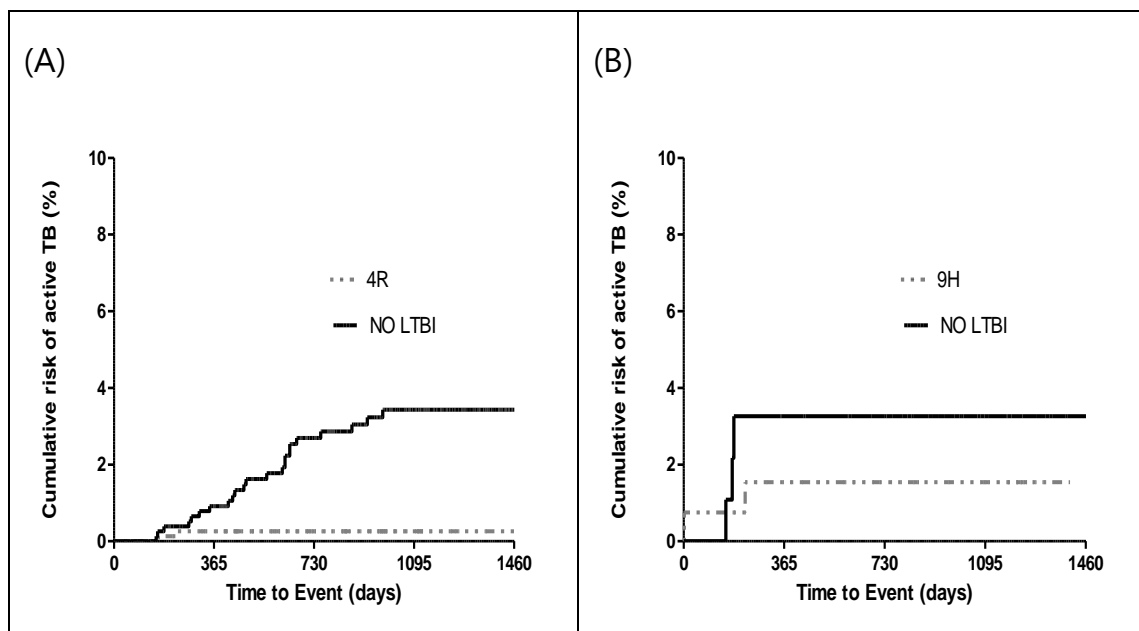 (A)
Cumulative risk of active TB (%)
10
8
6
4
2
0
4R
NO LTBI
0 365 730 1095 1460
Time to Event (days)
(B)
Cumulative risk of active TB (%)
10
8
6
4
2
0
9H
NO LTBI
0 365 730 1095 1460
Time to Event (days)